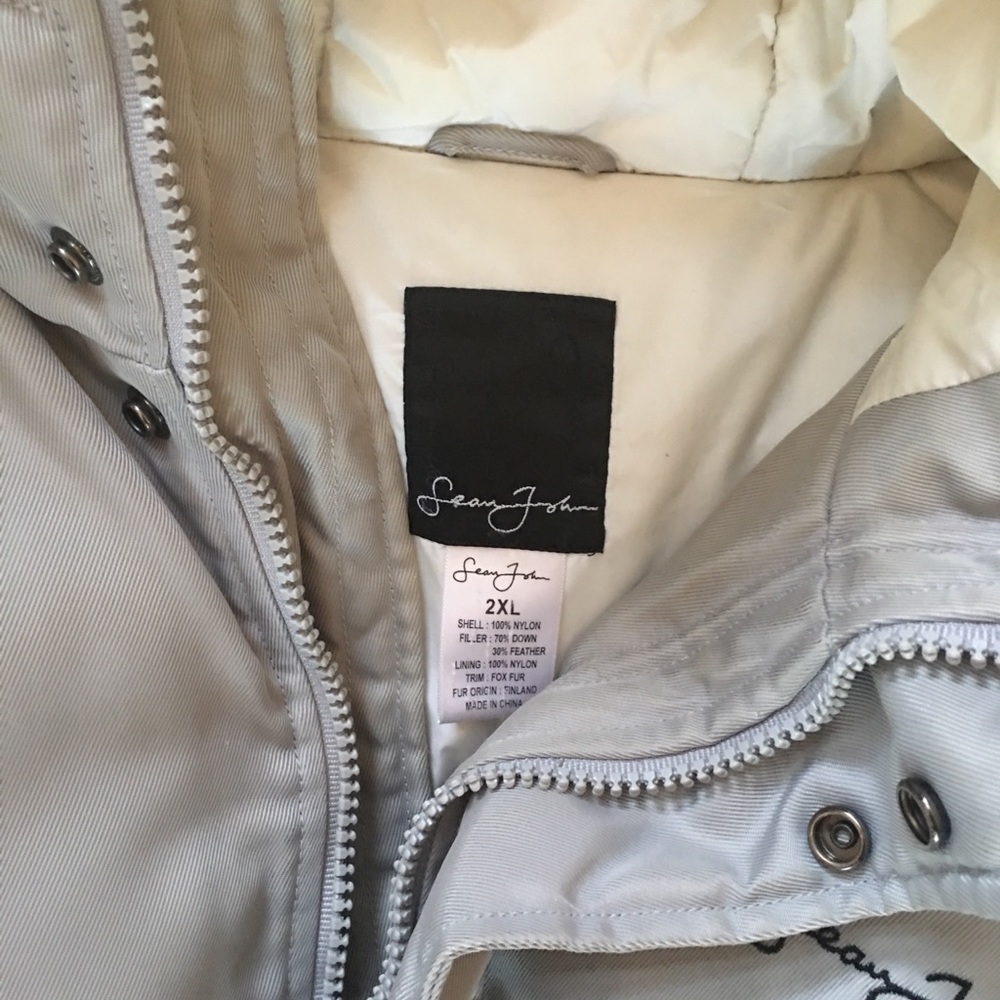 Sean John
Sean John
2XL
SHELL : 100% NYLON
FILLER : 70% DOWN
30% FEATHER
LINING : 100% NYLON
TRIM : FOX FUR
FUR ORIGIN : FINLAND
MADE IN CHINA
Sean J